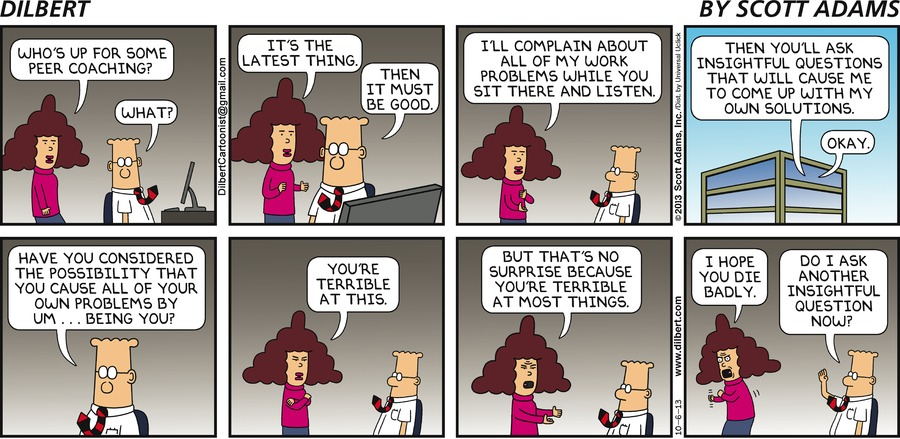 DILBERT
BY SCOTT ADAMS
WHO'S UP FOR SOME
PEER COACHING?
WHAT?
DilbertCartoonist@gmail.com
IT'S THE
LATEST THING.
THEN
IT MUST
BE GOOD.
I'LL COMPLAIN ABOUT
ALL OF MY WORK
PROBLEMS WHILE YOU
SIT THERE AND LISTEN.
©2013 Scott Adams, Inc. /Dist. by Universal Uclick
THEN YOU'LL ASK
INSIGHTFUL QUESTIONS
THAT WILL CAUSE ME
TO COME UP WITH MY
OWN SOLUTIONS.
OKAY.
HAVE YOU CONSIDERED
THE POSSIBILITY THAT
YOU CAUSE ALL OF YOUR
OWN PROBLEMS BY
UM . . . BEING YOU?
YOU'RE
TERRIBLE
AT THIS.
BUT THAT'S NO
SURPRISE BECAUSE
YOU'RE TERRIBLE
AT MOST THINGS.
10-6-13
www.dilbert.com
I HOPE
YOU DIE
BADLY.
DO I ASK
ANOTHER
INSIGHTFUL
QUESTION
NOW?